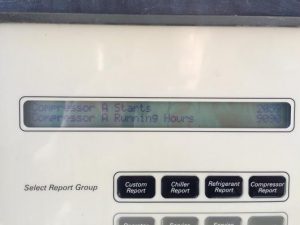 Compressor A Starts
Compressor A Running Hours
Select Report Group
Custom Report
Chiller Report
Refrigerant Report
Compressor Report